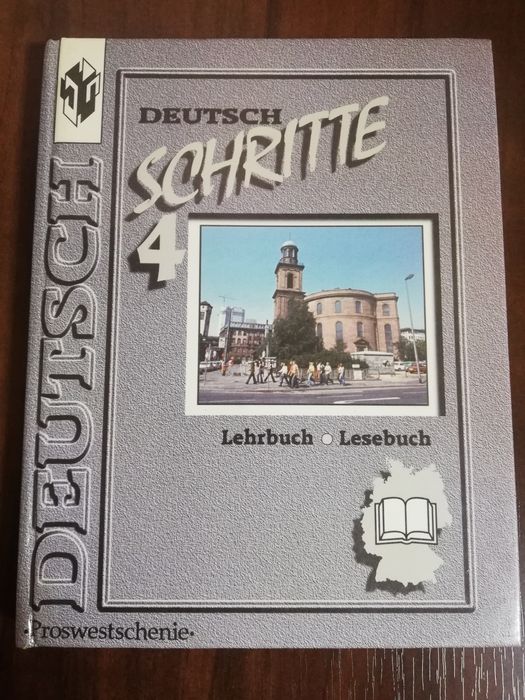 DEUTSCH
SCHRITTE
4
Lehrbuch ○ Lesebuch
DEUTSCH
·Proswestschenie·